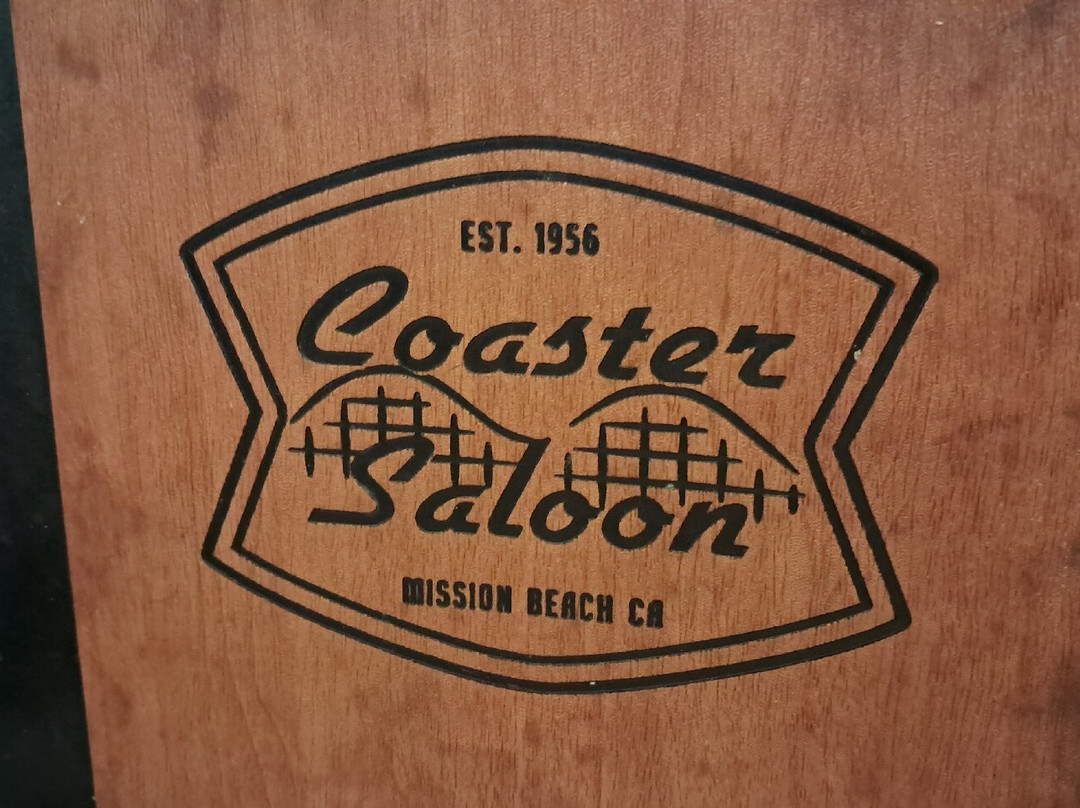 EST. 1956
Coaster
Saloon
MISSION BEACH CA